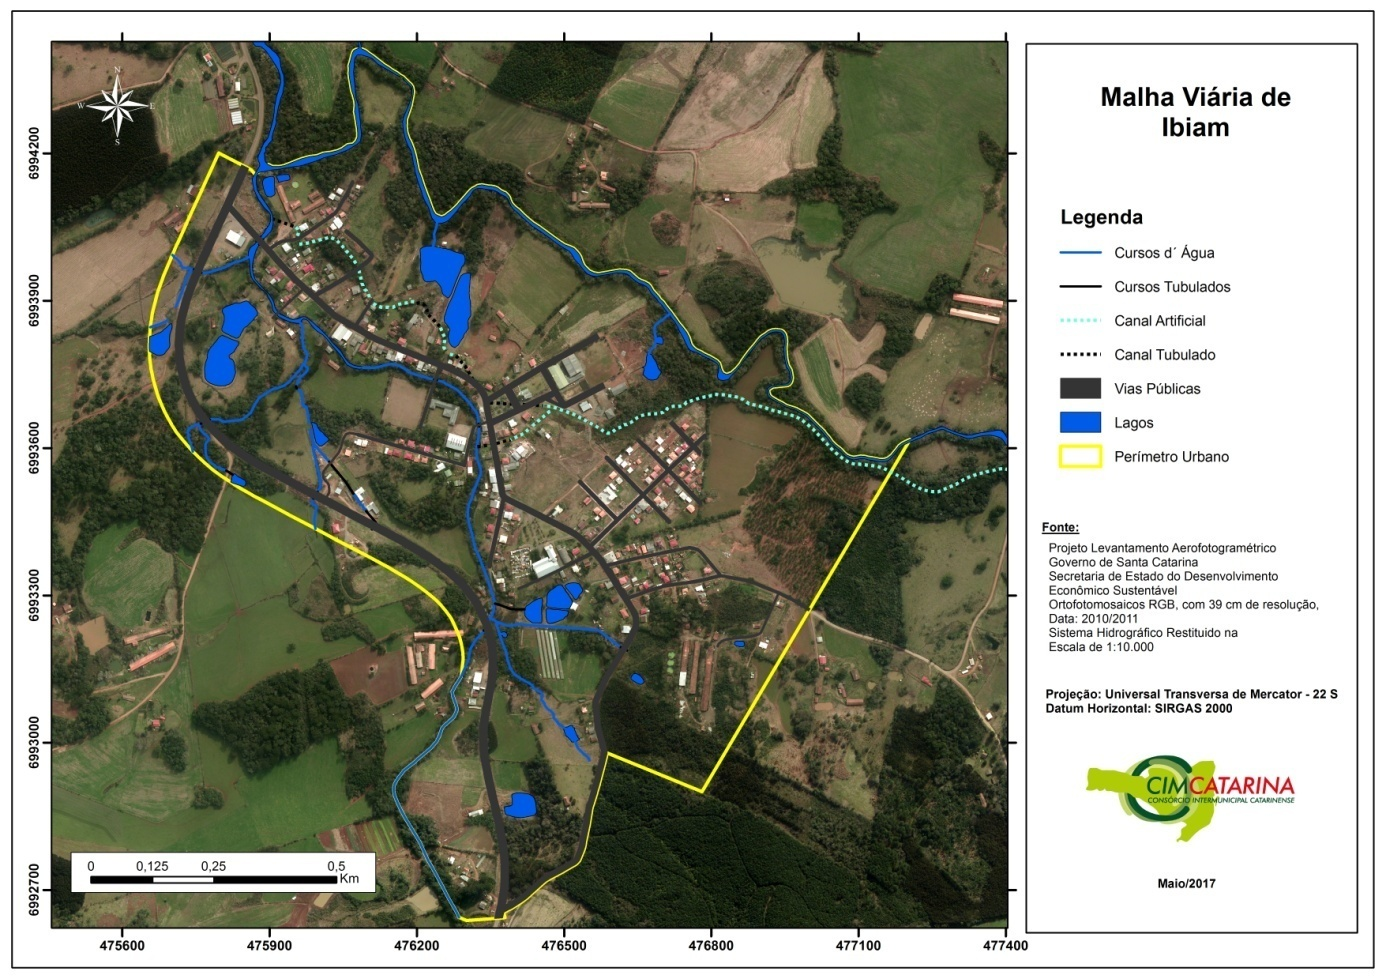 Malha Viária de
Ibiam
Legenda
Cursos d´ Água
Cursos Tubulados
Canal Artificial
Canal Tubulado
Vias Públicas
Lagos
Perímetro Urbano
Fonte:
Projeto Levantamento Aerofotogramétrico
Governo de Santa Catarina
Secretaria de Estado do Desenvolvimento
Econômico Sustentável
Ortofotomosaicos RGB, com 39 cm de resolução,
Data: 2010/2011
Sistema Hidrográfico Restituido na
Escala de 1:10.000
Projeção: Universal Transversa de Mercator - 22 S
Datum Horizontal: SIRGAS 2000
CIMCATARINA
CONSÓRCIO INTERMUNICIPAL CATARINENSE
Maio/2017
N
W E
S
6994200
6993900
6993600
6993300
6993000
6992700
0 0,125 0,25 0,5
Km
475600 475900 476200 476500 476800 477100 477400